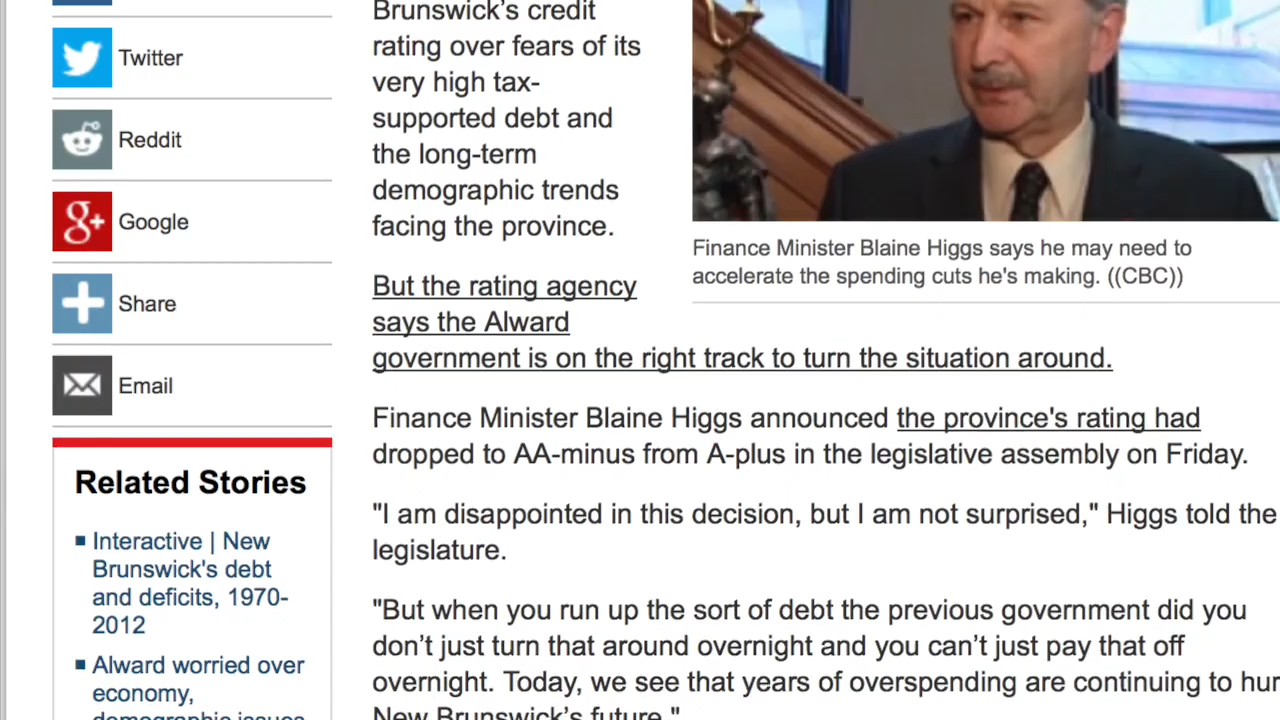 Twitter
Reddit
g+ Google
Share
Email
Related Stories
Interactive | New
Brunswick's debt
and deficits, 1970-
2012
Alward worried over
economy,
demographic issues
Brunswick’s credit
rating over fears of its
very high tax-
supported debt and
the long-term
demographic trends
facing the province.
But the rating agency
says the Alward
government is on the right track to turn the situation around.
Finance Minister Blaine Higgs says he may need to
accelerate the spending cuts he's making. ((CBC))
Finance Minister Blaine Higgs announced the province's rating had
dropped to AA-minus from A-plus in the legislative assembly on Friday.
"I am disappointed in this decision, but I am not surprised," Higgs told the
legislature.
"But when you run up the sort of debt the previous government did you
don’t just turn that around overnight and you can’t just pay that off
overnight. Today, we see that years of overspending are continuing to hur
New Brunswick’s future."